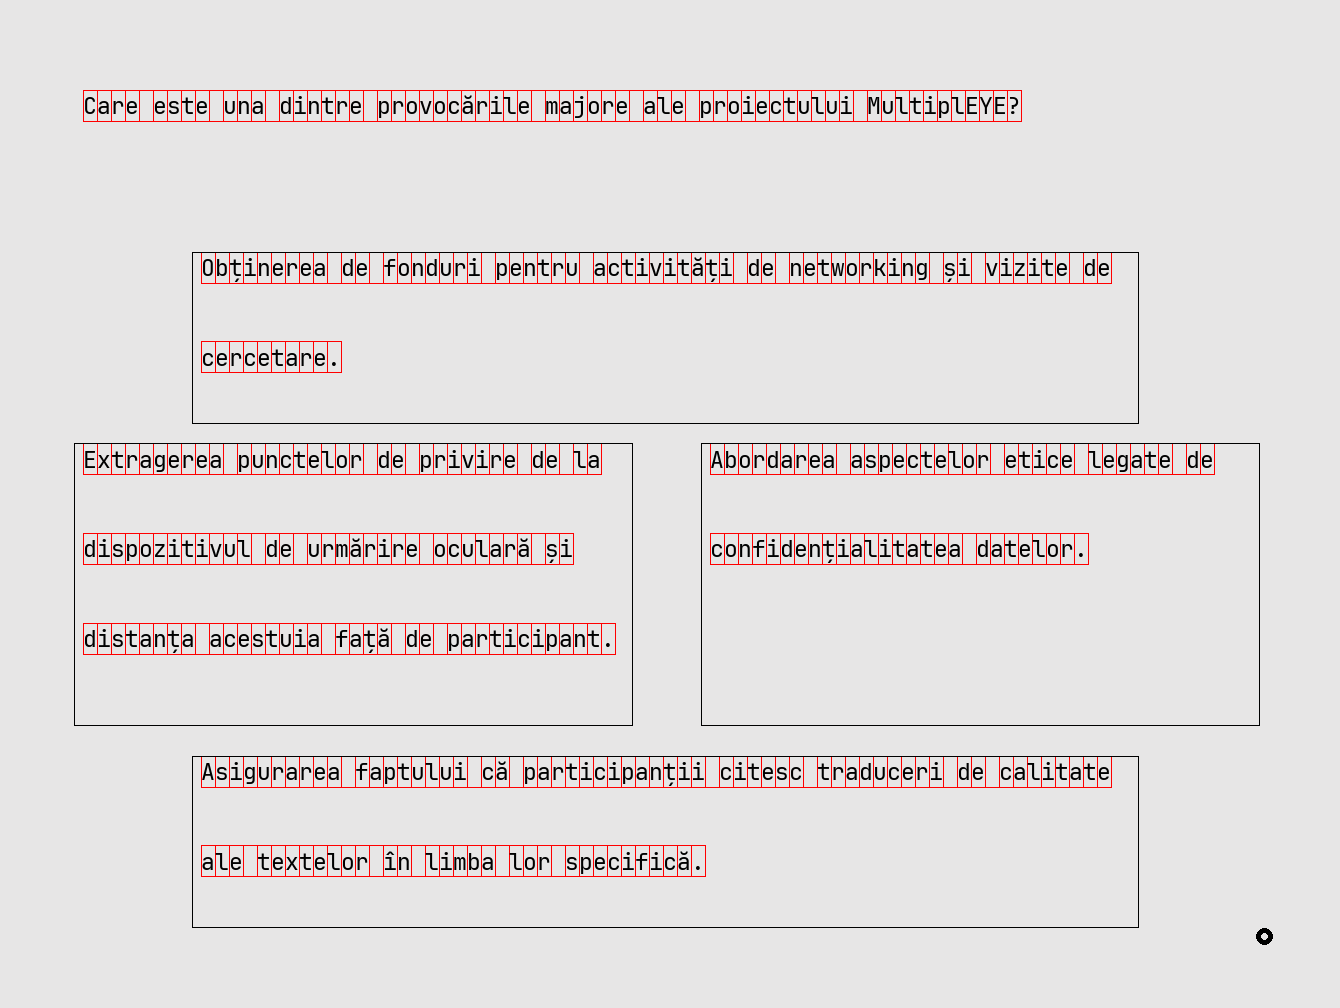 Care este una dintre provocările majore ale proiectului MultiplEYE?
Obținerea de fonduri pentru activități de networking și vizite de
cercetare.
Extragerea punctelor de privire de la
dispozitivul de urmărire oculară și
distanța acestuia față de participant.
Abordarea aspectelor etice legate de
confidențialitatea datelor.
Asigurarea faptului că participanții citesc traduceri de calitate
ale textelor în limba lor specifică.